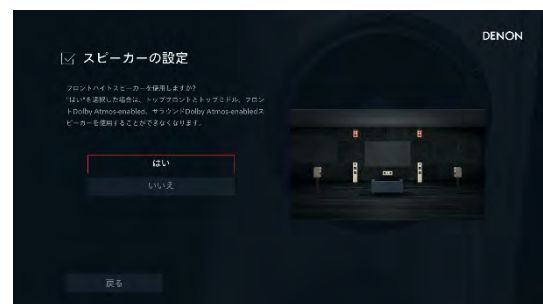 DENON
スピーカーの設定
フロントハイトスピーカーを使用しますか?
"はい"を選択した場合は、トップフロントとトップミドル、フロン
トDolby Atmos-enabled、サラウンドDolby Atmos-enabledス
ピーカーを使用することができなくなります。
はい
いいえ
戻る